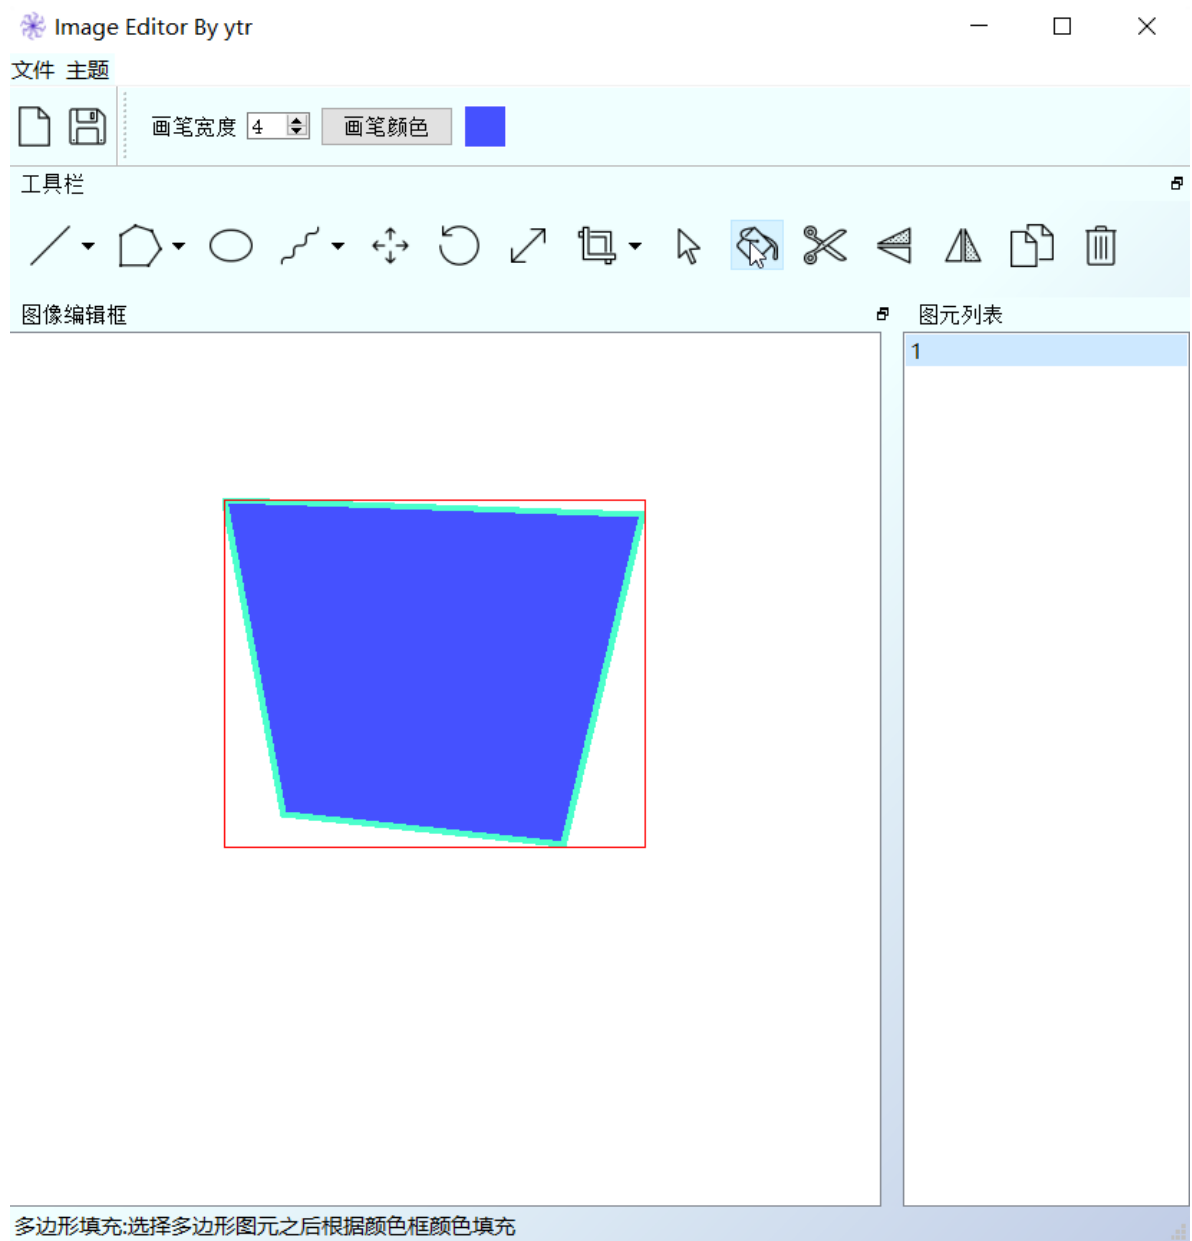 Image Editor By ytr
文件 主题
画笔宽度 4 画笔颜色
工具栏
图像编辑框 图元列表
1
多边形填充:选择多边形图元之后根据颜色框颜色填充